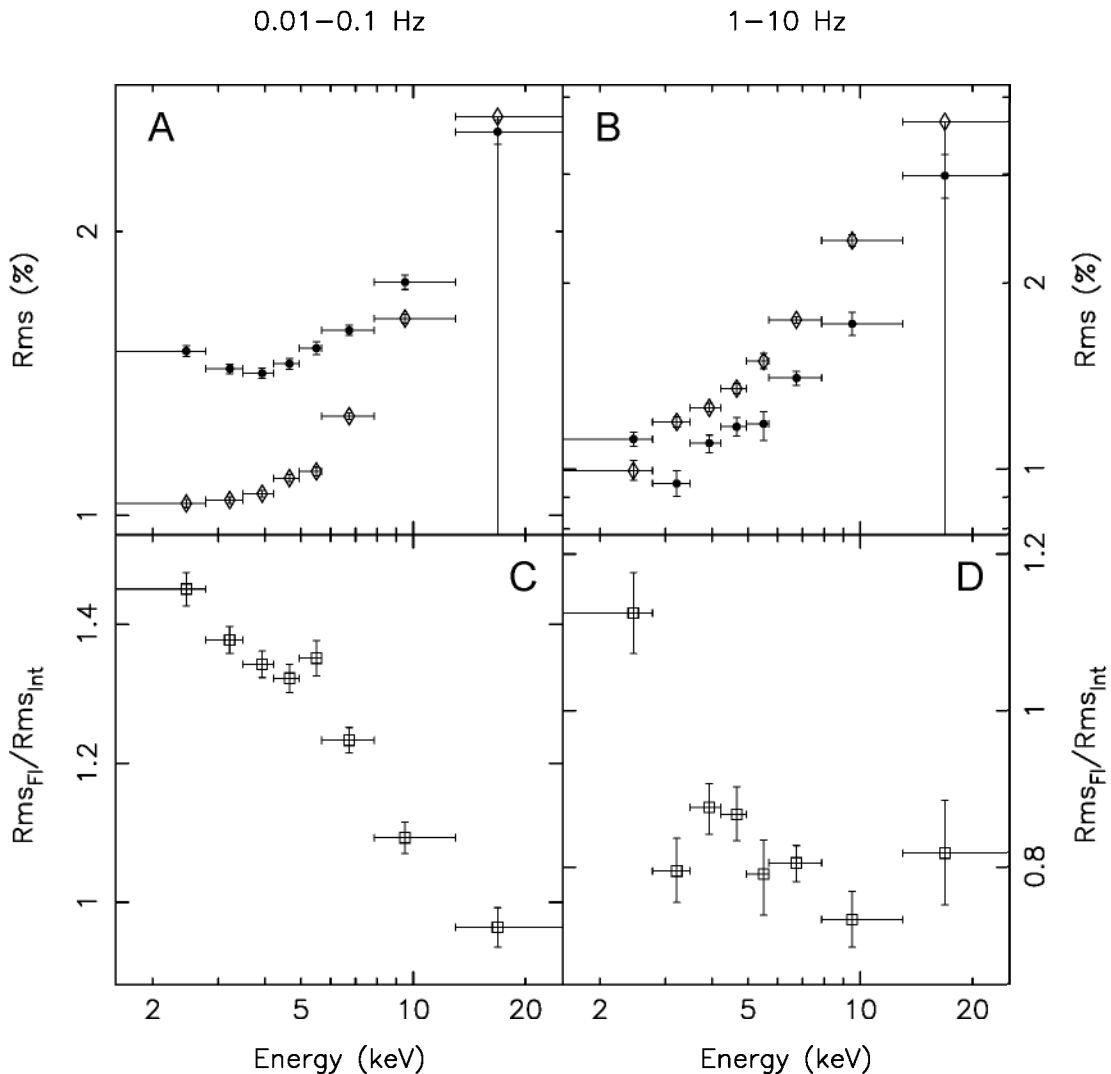 0.01−0.1 Hz
1−10 Hz
A
B
2
1
Rms (%)
2
1
Rms (%)
C
D
1.4
1.2
1
Rms_Fl/Rms_Int
1.2
1
0.8
Rms_Fl/Rms_Int
2
5
10
20
2
5
10
20
Energy (keV)
Energy (keV)